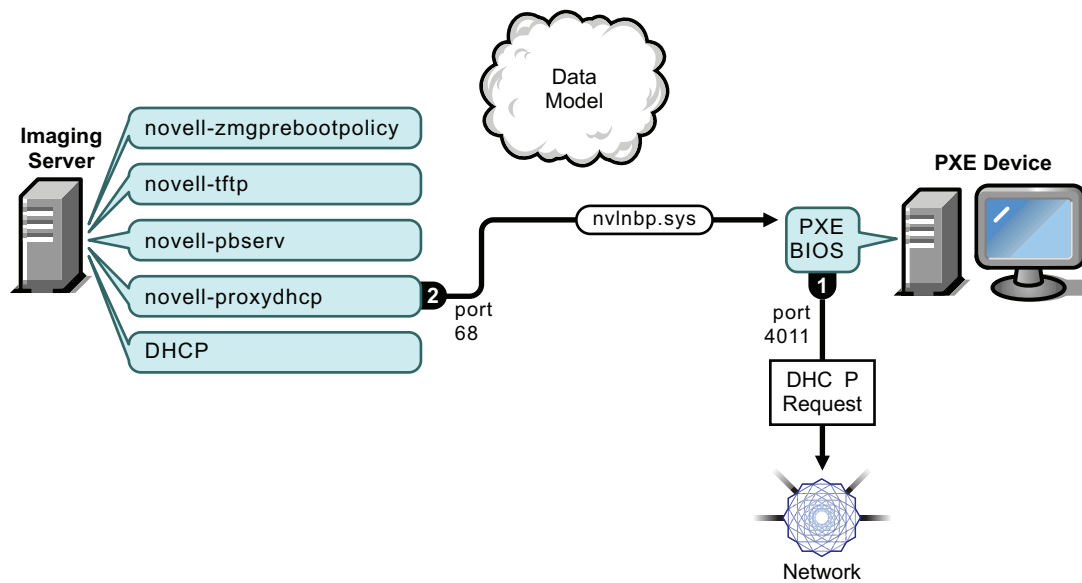 Data
Model
Imaging
Server
novell-zmgprebootpolicy
novell-tftp
novell-pbserv
novell-proxydhcp
DHCP
2
port
68
nvlnbp.sys
PXE Device
PXE
BIOS
1
port
4011
DHC P
Request
Network